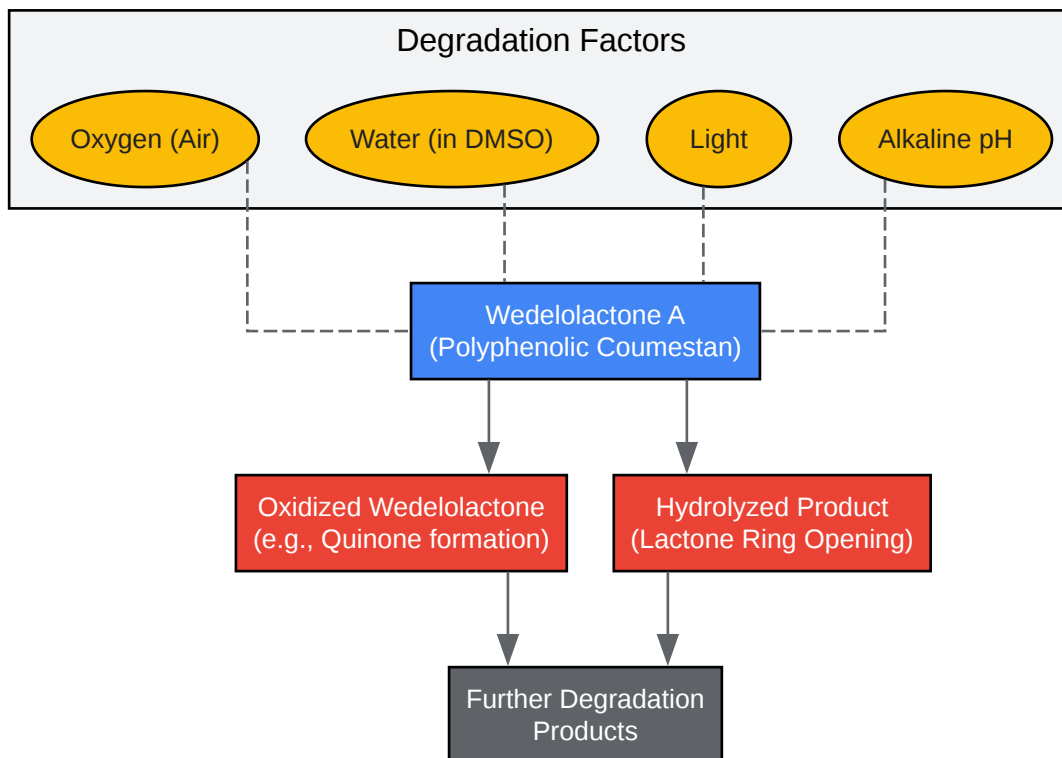 Degradation Factors
Oxygen (Air)
Water (in DMSO)
Light
Alkaline pH
Wedelolactone A
(Polyphenolic Coumestan)
Oxidized Wedelolactone
(e.g., Quinone formation)
Hydrolyzed Product
(Lactone Ring Opening)
Further Degradation
Products